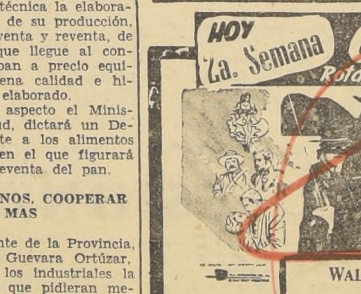 técnica la elabora-
de su producción,
venta y reventa, de
que llegue al con-
pan a precio equi-
ena calidad e hi-
elaborado.
aspecto el Minis-
ud, dictará un De-
te a los alimentos
en el que figurará
eventa del pan.
NOS, COOPERAR
MAS
nte de la Provincia,
Guevara Ortúzar,
los industriales la
que pidieran me-
HOY
2a. Semana
WAL